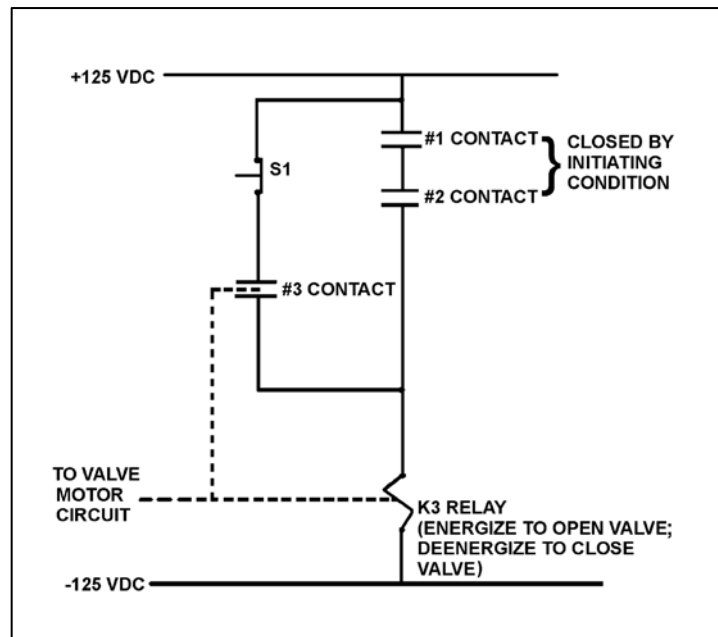 +125 VDC
#1 CONTACT
CLOSED BY
INITIATING
CONDITION
S1
#2 CONTACT
#3 CONTACT
TO VALVE
MOTOR
CIRCUIT
K3 RELAY
(ENERGIZE TO OPEN VALVE;
DEENERGIZE TO CLOSE
VALVE)
-125 VDC